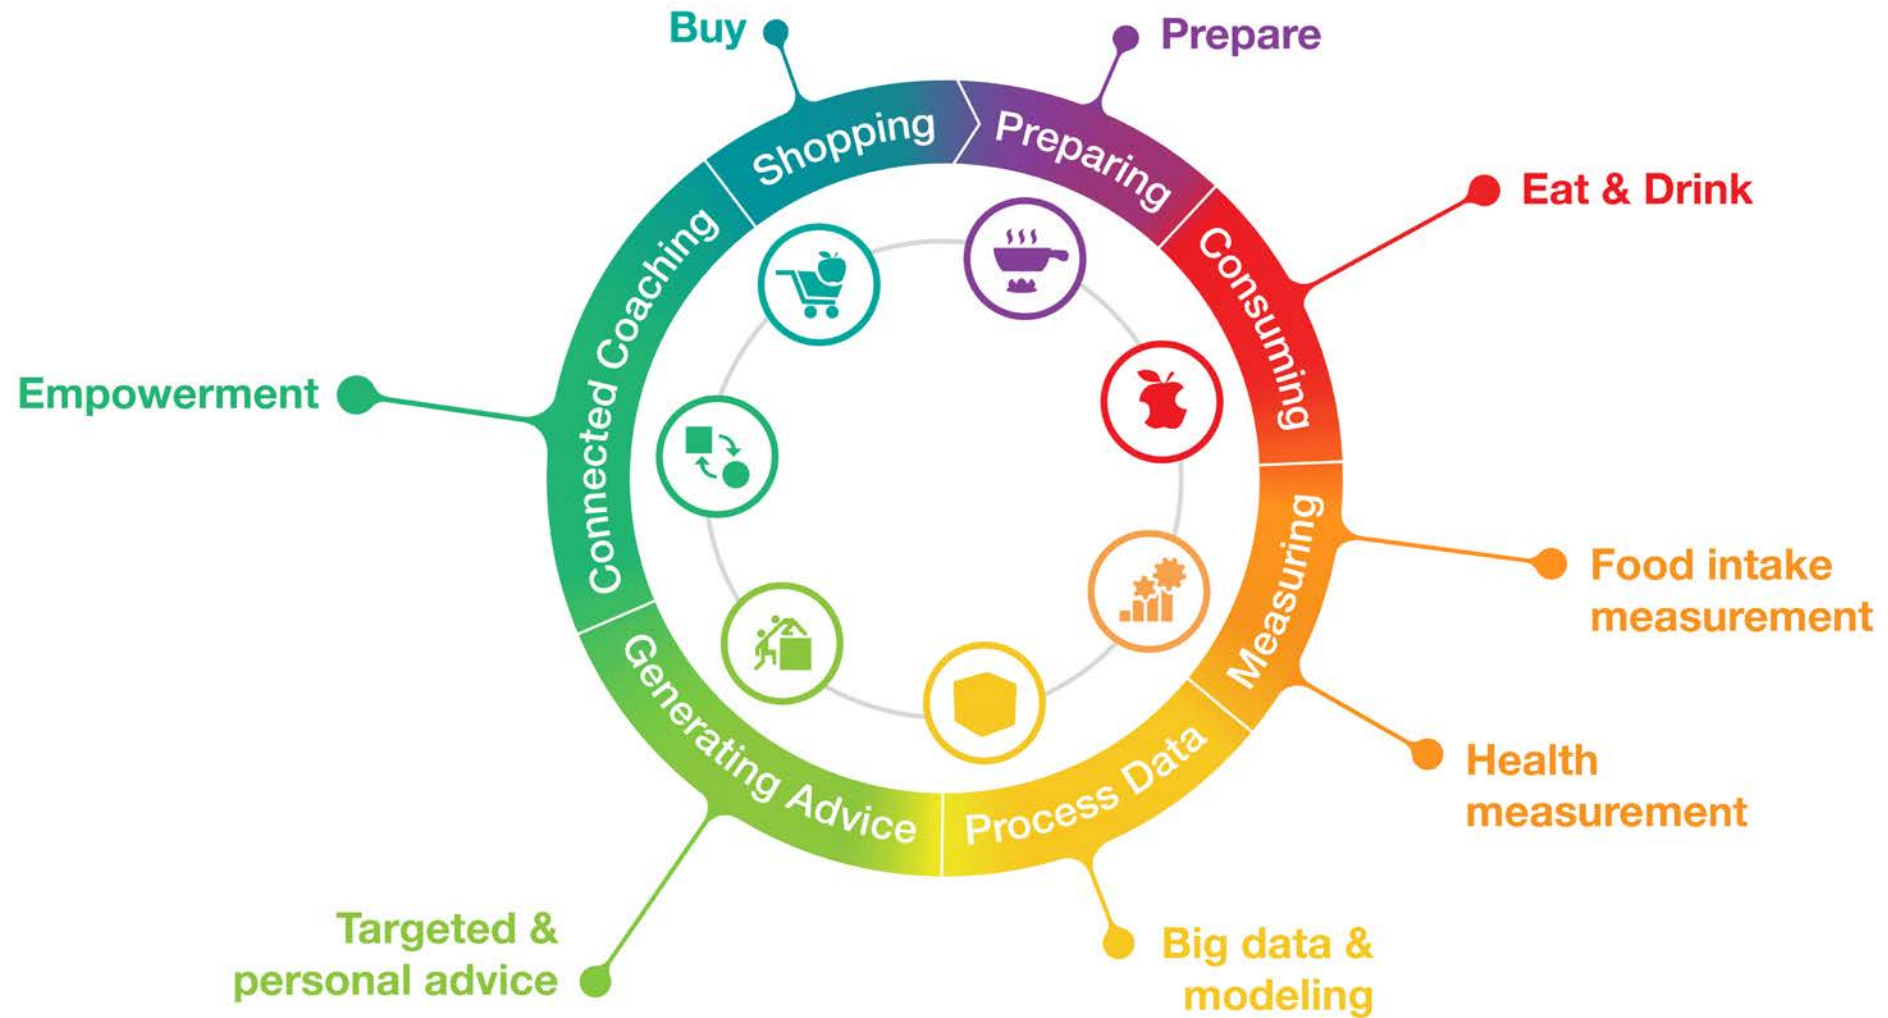 Buy
Prepare
Shopping
Preparing
Eat & Drink
Consuming
Connected Coaching
Empowerment
Measuring
Food intake
measurement
Health
measurement
Generating Advice
Process Data
Targeted &
personal advice
Big data &
modeling